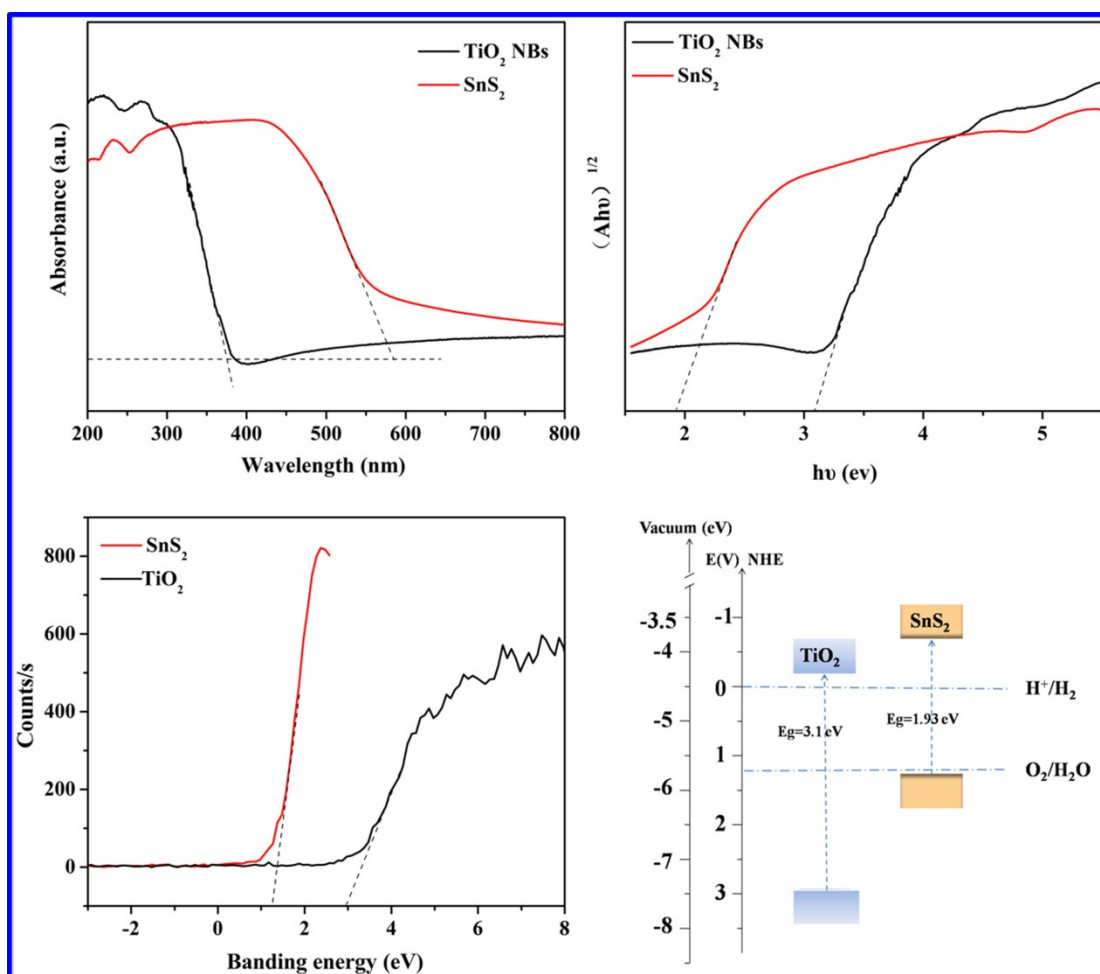 TiO2 NBs
SnS2
Absorbance (a.u.)
200 300 400 500 600 700 800
Wavelength (nm)
TiO2 NBs
SnS2
(Ahυ) 1/2
2 3 4 5
hυ (ev)
SnS2
TiO2
Counts/s
800
600
400
200
0
-2 0 2 4 6 8
Banding energy (eV)
Vacuum (eV)
E(V) NHE
-3.5
-4
-5
-6
-7
-8
-1
0
1
2
3
TiO2
SnS2
H+/H2
Eg=3.1 eV
Eg=1.93 eV
O2/H2O